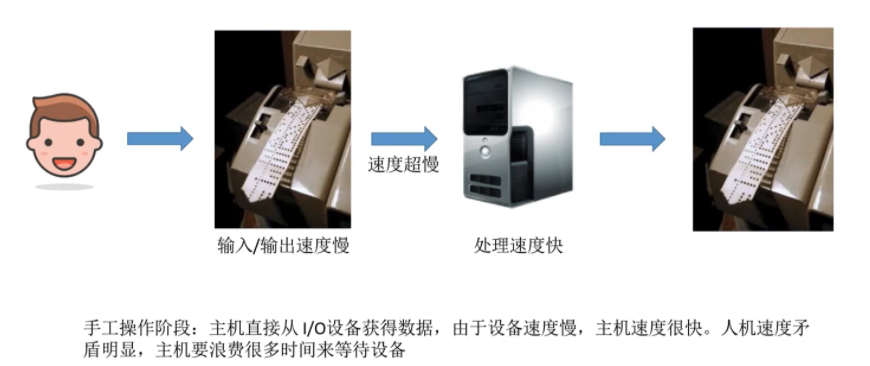 速度超慢
输入/输出速度慢
处理速度快
手工操作阶段：主机直接从 I/O设备获得数据，由于设备速度慢，主机速度很快。人机速度矛
盾明显，主机要浪费很多时间来等待设备